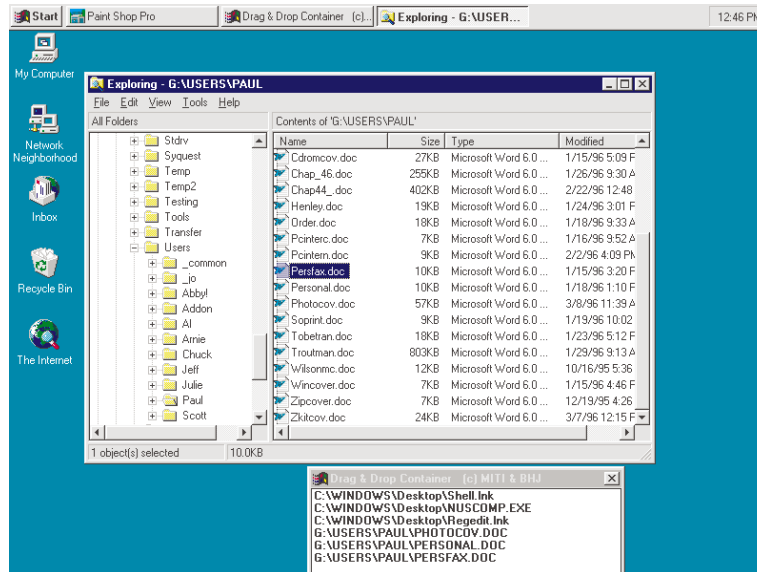 Start Paint Shop Pro Drag & Drop Container (c)... Exploring - G:\USER... 12:46 PM
My Computer
Network
Neighborhood
Inbox
Recycle Bin
The Internet
Exploring - G:\USERS\PAUL
File Edit View Tools Help
All Folders Contents of 'G:\USERS\PAUL'
Name Size Type Modified
Stdrv Cdromcov.doc 27KB Microsoft Word 6.0 ... 1/15/96 5:09 P
Syquest Chap_46.doc 255KB Microsoft Word 6.0 ... 1/26/96 9:30 A
Temp Chap44_.doc 402KB Microsoft Word 6.0 ... 2/22/96 12:48
Temp2 Henley.doc 19KB Microsoft Word 6.0 ... 1/24/96 3:01 P
Testing Order.doc 18KB Microsoft Word 6.0 ... 1/18/96 9:33 A
Tools Pcinterc.doc 7KB Microsoft Word 6.0 ... 1/16/96 9:52 A
Transfer Pcintern.doc 9KB Microsoft Word 6.0 ... 2/2/96 4:09 PM
Users Persfax.doc 10KB Microsoft Word 6.0 ... 1/15/96 3:20 P
_common Personal.doc 10KB Microsoft Word 6.0 ... 1/18/96 1:10 P
_jo Photocov.doc 57KB Microsoft Word 6.0 ... 3/8/96 11:39 A
Abby! Soprint.doc 9KB Microsoft Word 6.0 ... 1/19/96 10:02
Addon Tobetran.doc 18KB Microsoft Word 6.0 ... 1/23/96 5:12 P
Al Troutman.doc 803KB Microsoft Word 6.0 ... 1/29/96 9:13 A
Arnie Wilsonmc.doc 12KB Microsoft Word 6.0 ... 10/16/95 5:36
Chuck Wincover.doc 7KB Microsoft Word 6.0 ... 1/15/96 4:46 P
Jeff Zipcover.doc 7KB Microsoft Word 6.0 ... 12/19/95 4:26
Julie Zkitcov.doc 24KB Microsoft Word 6.0 ... 3/7/96 12:15 P
Paul
Scott
1 object(s) selected 10.0KB
Drag & Drop Container (c) MITI & BHJ
C:\WINDOWS\Desktop\Shell.lnk
C:\WINDOWS\Desktop\NUSCOMP.EXE
C:\WINDOWS\Desktop\Regedit.lnk
G:\USERS\PAUL\PHOTOCOV.DOC
G:\USERS\PAUL\PERSONAL.DOC
G:\USERS\PAUL\PERSFAX.DOC